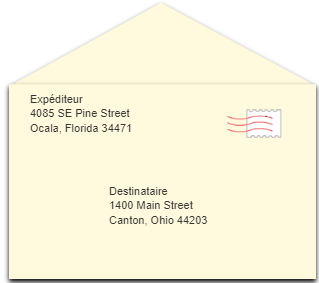 Expéditeur
4085 SE Pine Street
Ocala, Florida 34471
Destinataire
1400 Main Street
Canton, Ohio 44203